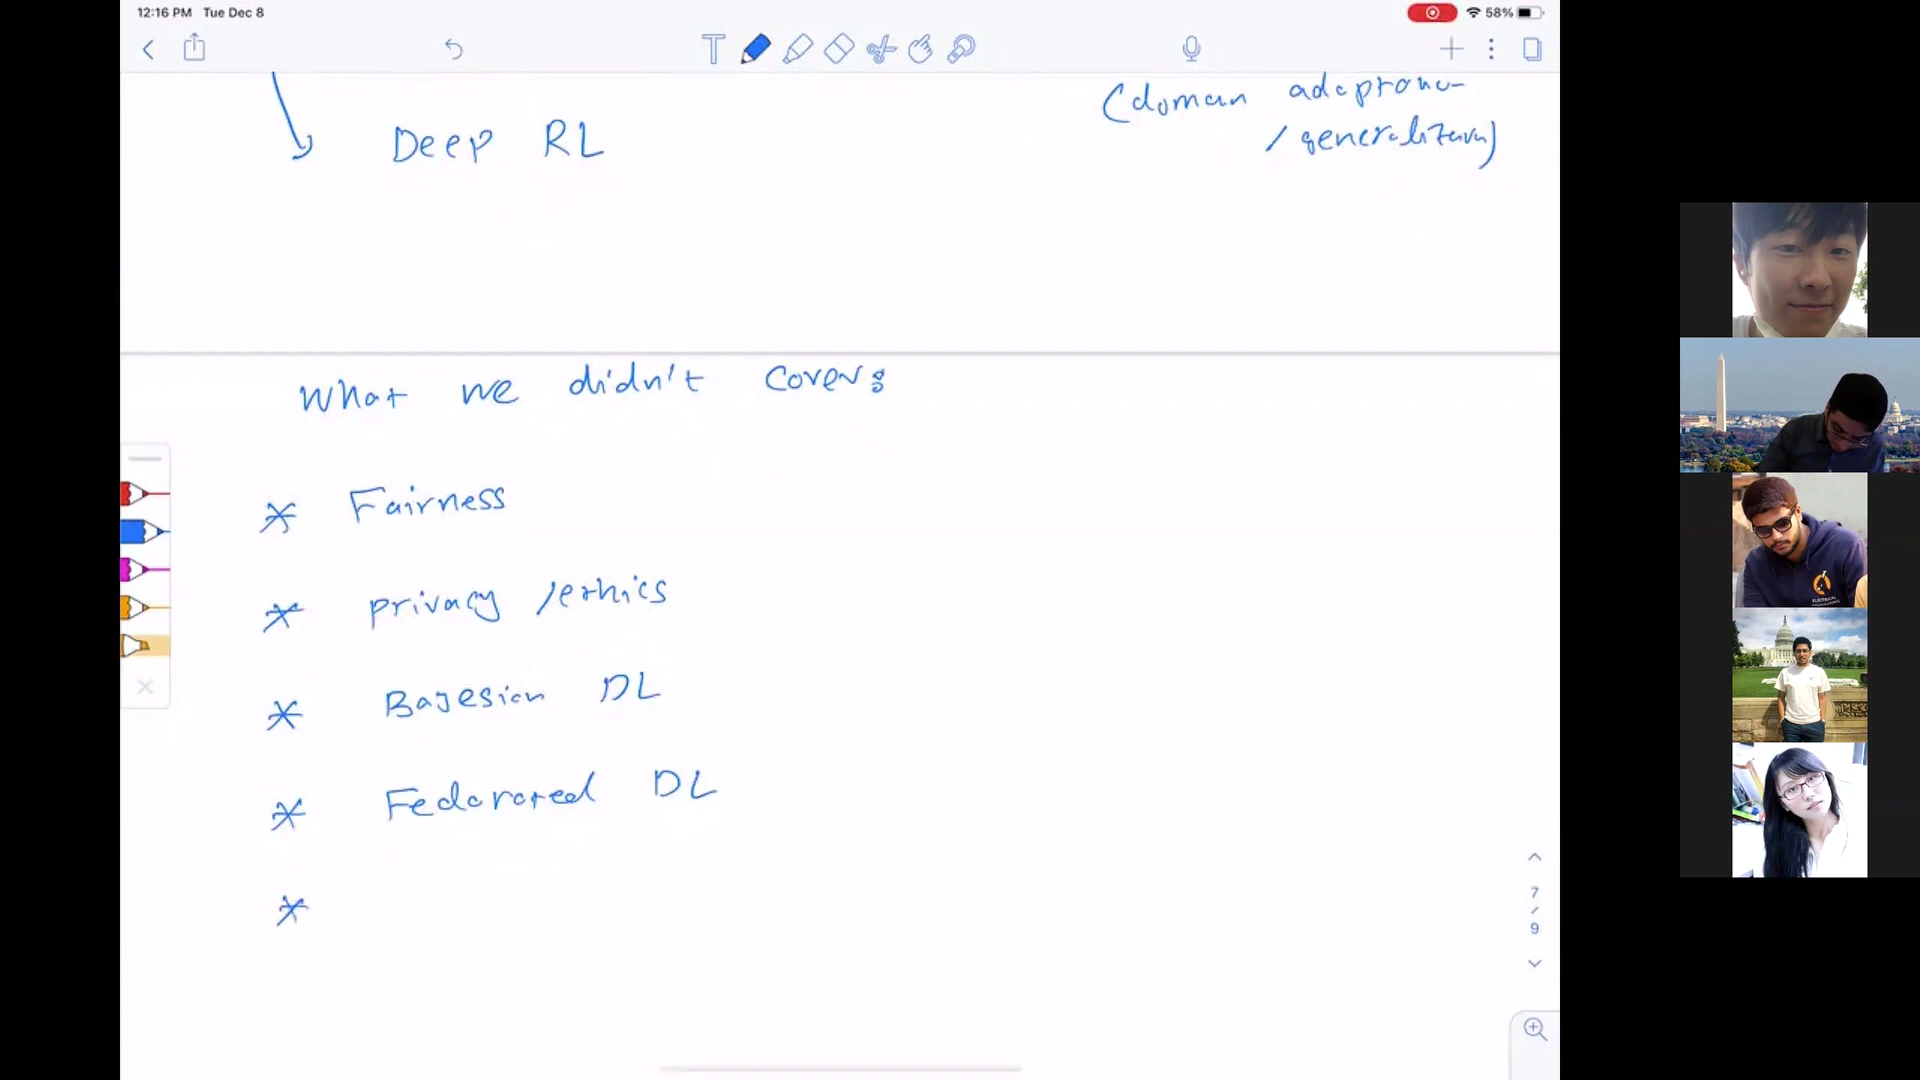 12:16 PM Tue Dec 8
58%
(domain adaptation
/generalization)
Deep RL
What we didn't cover:
* Fairness
* privacy /ethics
* Bayesian DL
* Federated DL
*
7
/
9
ELECTRICAL